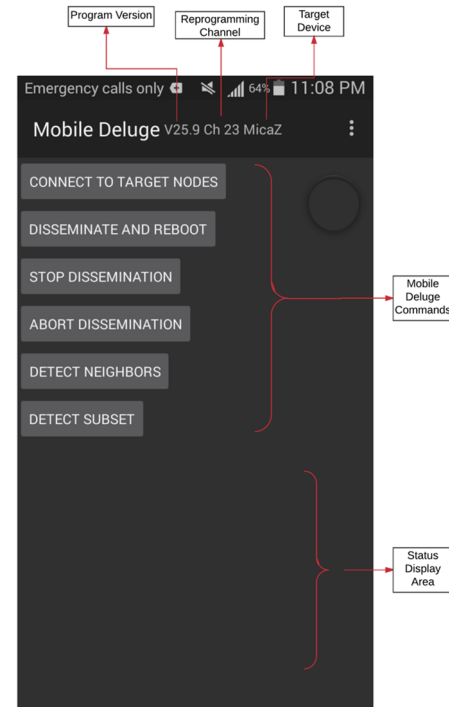 Program Version
Reprogramming
Channel
Target
Device
Emergency calls only 64% 11:08 PM
Mobile Deluge V25.9 Ch 23 MicaZ
CONNECT TO TARGET NODES
DISSEMINATE AND REBOOT
STOP DISSEMINATION
ABORT DISSEMINATION
DETECT NEIGHBORS
DETECT SUBSET
Mobile
Deluge
Commands
Status
Display
Area